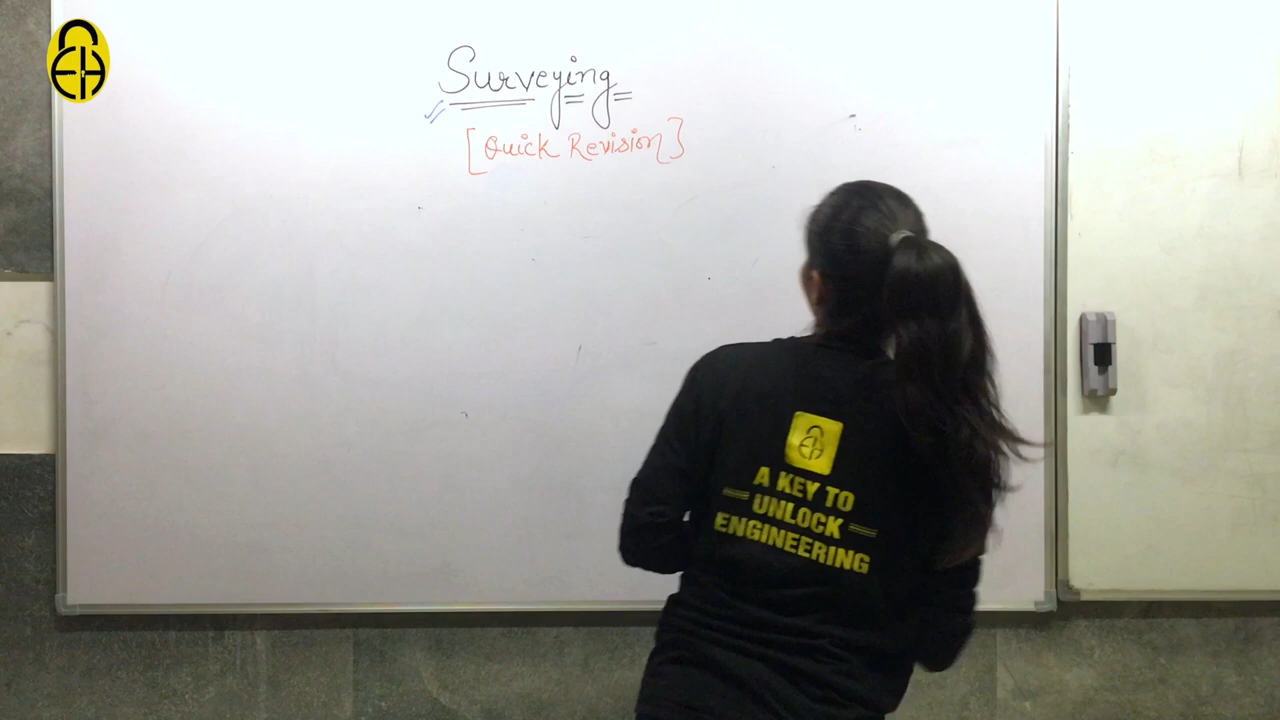 Surveying
[Quick Revision]
A KEY TO
UNLOCK
ENGINEERING